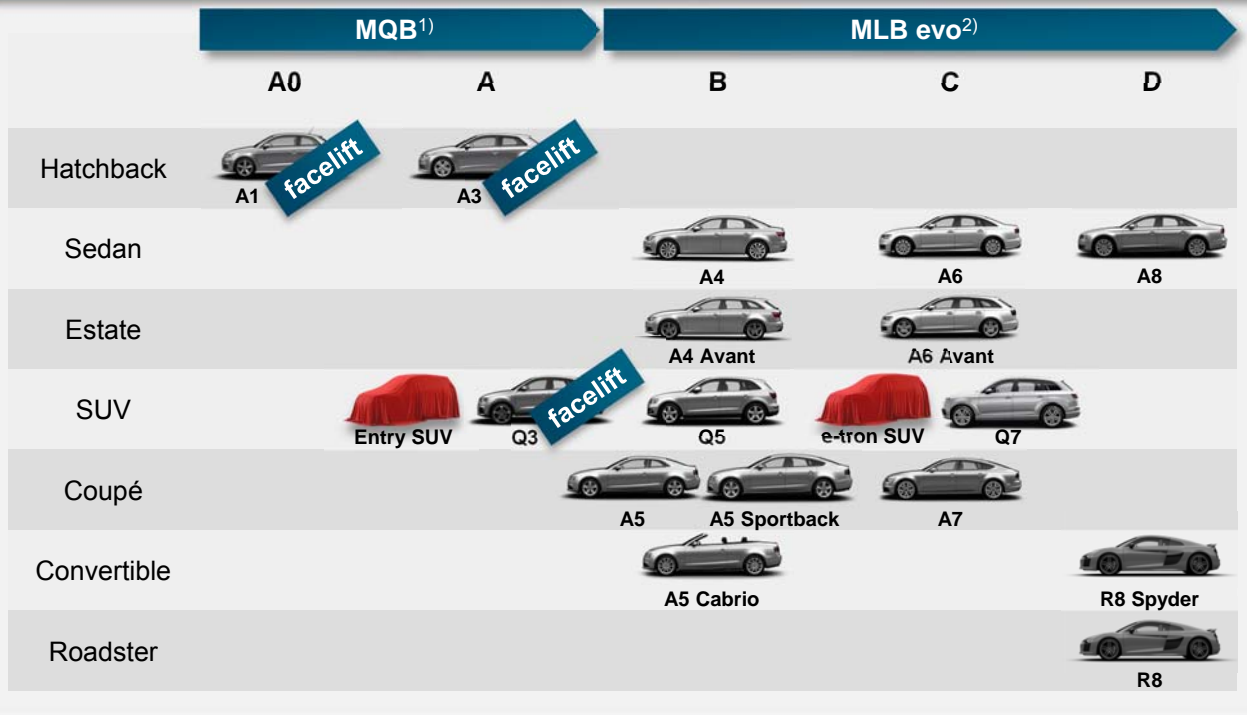 MQB1) MLB evo2)
A0 A B C D
Hatchback
A1 facelift A3 facelift
Sedan
A4 A6 A8
Estate
A4 Avant A6 Avant
SUV
Entry SUV Q3 facelift Q5 e-tron SUV Q7
Coupé
A5 A5 Sportback A7
Convertible
A5 Cabrio R8 Spyder
Roadster
R8